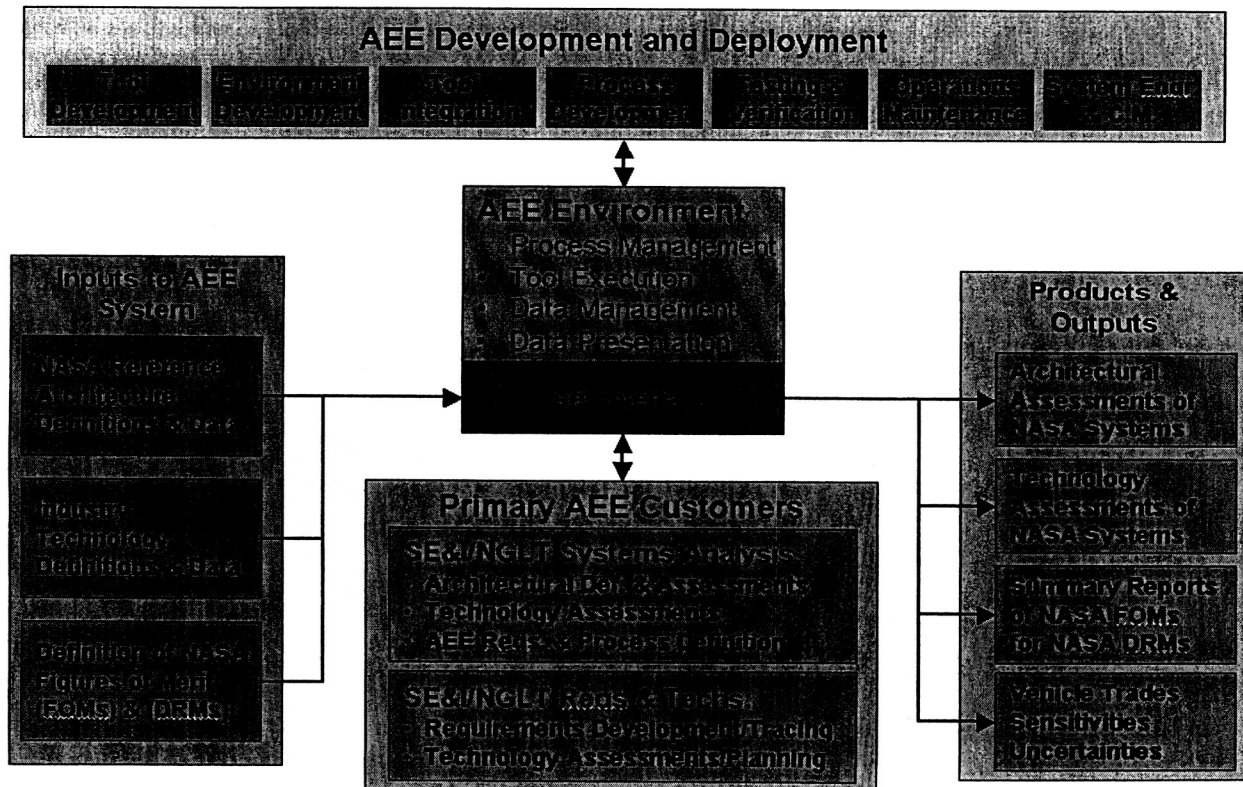 AEE Development and Deployment
Tool
Development
Environment
Development
Tool
Integration
Process
Development
Testing &
Verification
Operations
Maintenance
System Engr
AEE Environment
Process Management
• Tool Execution
• Data Management
• Data Presentation
Inputs to AEE
System
NASA Reference
Architecture
Definitions & Data
Industry
Technology
Definitions & Data
Definition of NASA
Figures of Merit
(FOMs) & (DRMs)
Primary AEE Customers
SE&I/NGLT Systems Analysis
• Architectural Def. & Assessments
• Technology Assessments
• AEE Reqs & Process Definition
SE&I/NGLT Reqs & Techs.
• Requirements Development/Tracing
• Technology Assessments/Planning
Products &
Outputs
Architectural
Assessments of
NASA Systems
Technology
Assessments of
NASA Systems
Summary Reports
of NASA FOMs
for NASA DRMs
Vehicle Trades
Sensitivities
Uncertainties